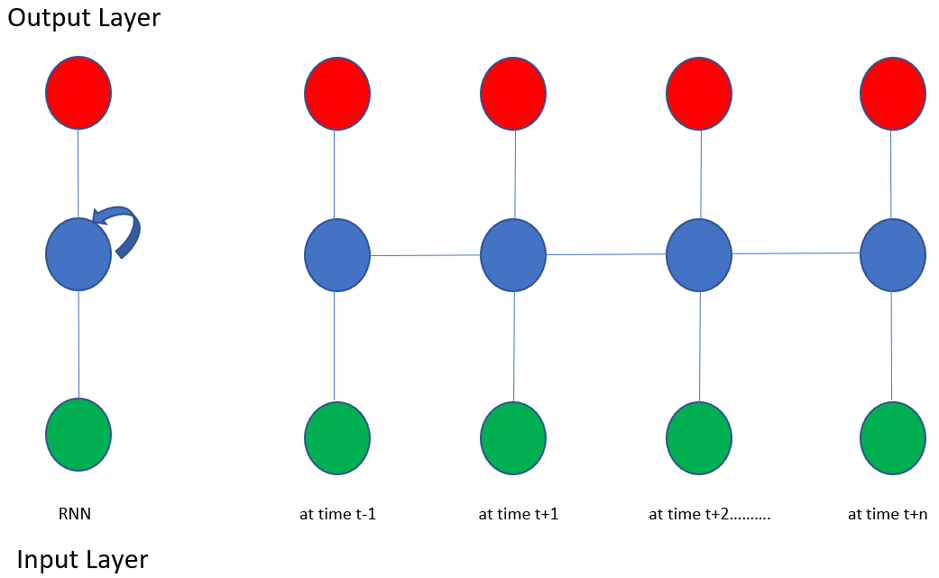 Output Layer
RNN
at time t-1
at time t+1
at time t+2..........
at time t+n
Input Layer